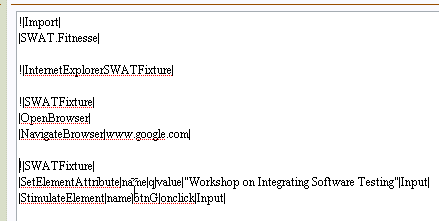 !|Import|
|SWAT.Fitnesse|
!|InternetExplorerSWATFixture|
!|SWATFixture|
|OpenBrowser|
|NavigateBrowser|www.google.com|
!|SWATFixture|
|SetElementAttribute|name|q|value|"Workshop on Integrating Software Testing"|Input|
|StimulateElement|name|btnG|onclick|Input|